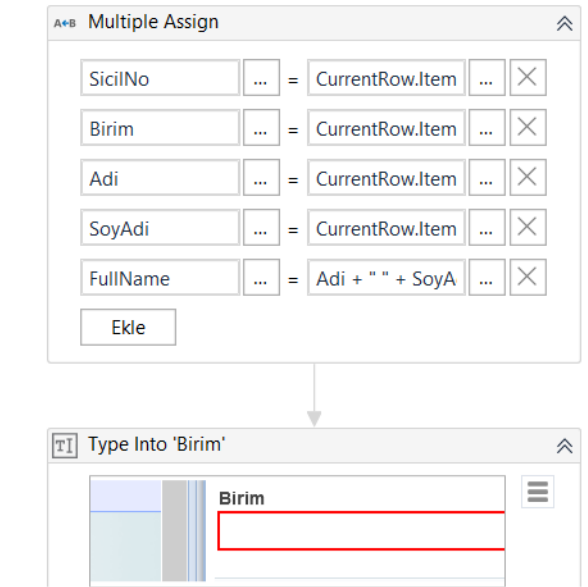 A←B Multiple Assign
SicilNo ... = CurrentRow.Item ...
Birim ... = CurrentRow.Item ...
Adi ... = CurrentRow.Item ...
SoyAdi ... = CurrentRow.Item ...
FullName ... = Adi + " " + SoyA ...
Ekle
TI Type Into 'Birim'
Birim